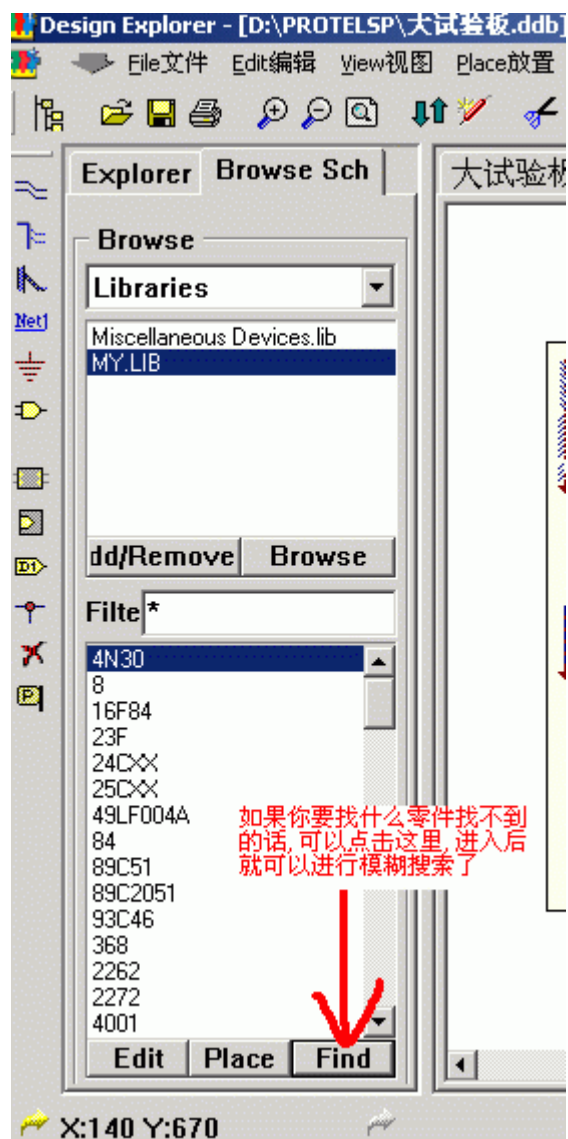 Design Explorer - [D:\PROTELSP\大试验板.ddb]
File文件 Edit编辑 View视图 Place放置
Explorer Browse Sch 大试验板
Browse
Libraries
Net1
Miscellaneous Devices.lib
MY.LIB
dd/Remove Browse
D1
Filte *
4N30
8
16F84
23F
24CXX
25CXX
49LF004A
84
89C51
89C2051
93C46
368
2262
2272
4001
如果你要找什么零件找不到
的话,可以点击这里,进入后
就可以进行模糊搜索了
P
Edit Place Find
X:140 Y:670